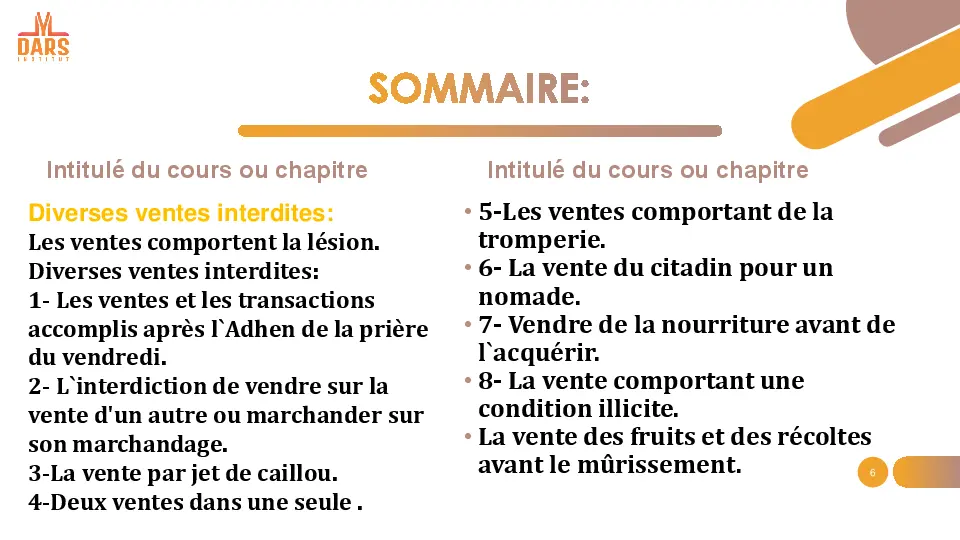 DARS
INSTITUT
SOMMAIRE:
Intitulé du cours ou chapitre
Diverses ventes interdites:
Les ventes comportent la lésion.
Diverses ventes interdites:
1- Les ventes et les transactions
accomplis après l`Adhen de la prière
du vendredi.
2- L`interdiction de vendre sur la
vente d'un autre ou marchander sur
son marchandage.
3-La vente par jet de caillou.
4-Deux ventes dans une seule .
Intitulé du cours ou chapitre
• 5-Les ventes comportant de la
tromperie.
• 6- La vente du citadin pour un
nomade.
• 7- Vendre de la nourriture avant de
l`acquérir.
• 8- La vente comportant une
condition illicite.
• La vente des fruits et des récoltes
avant le mûrissement.
6